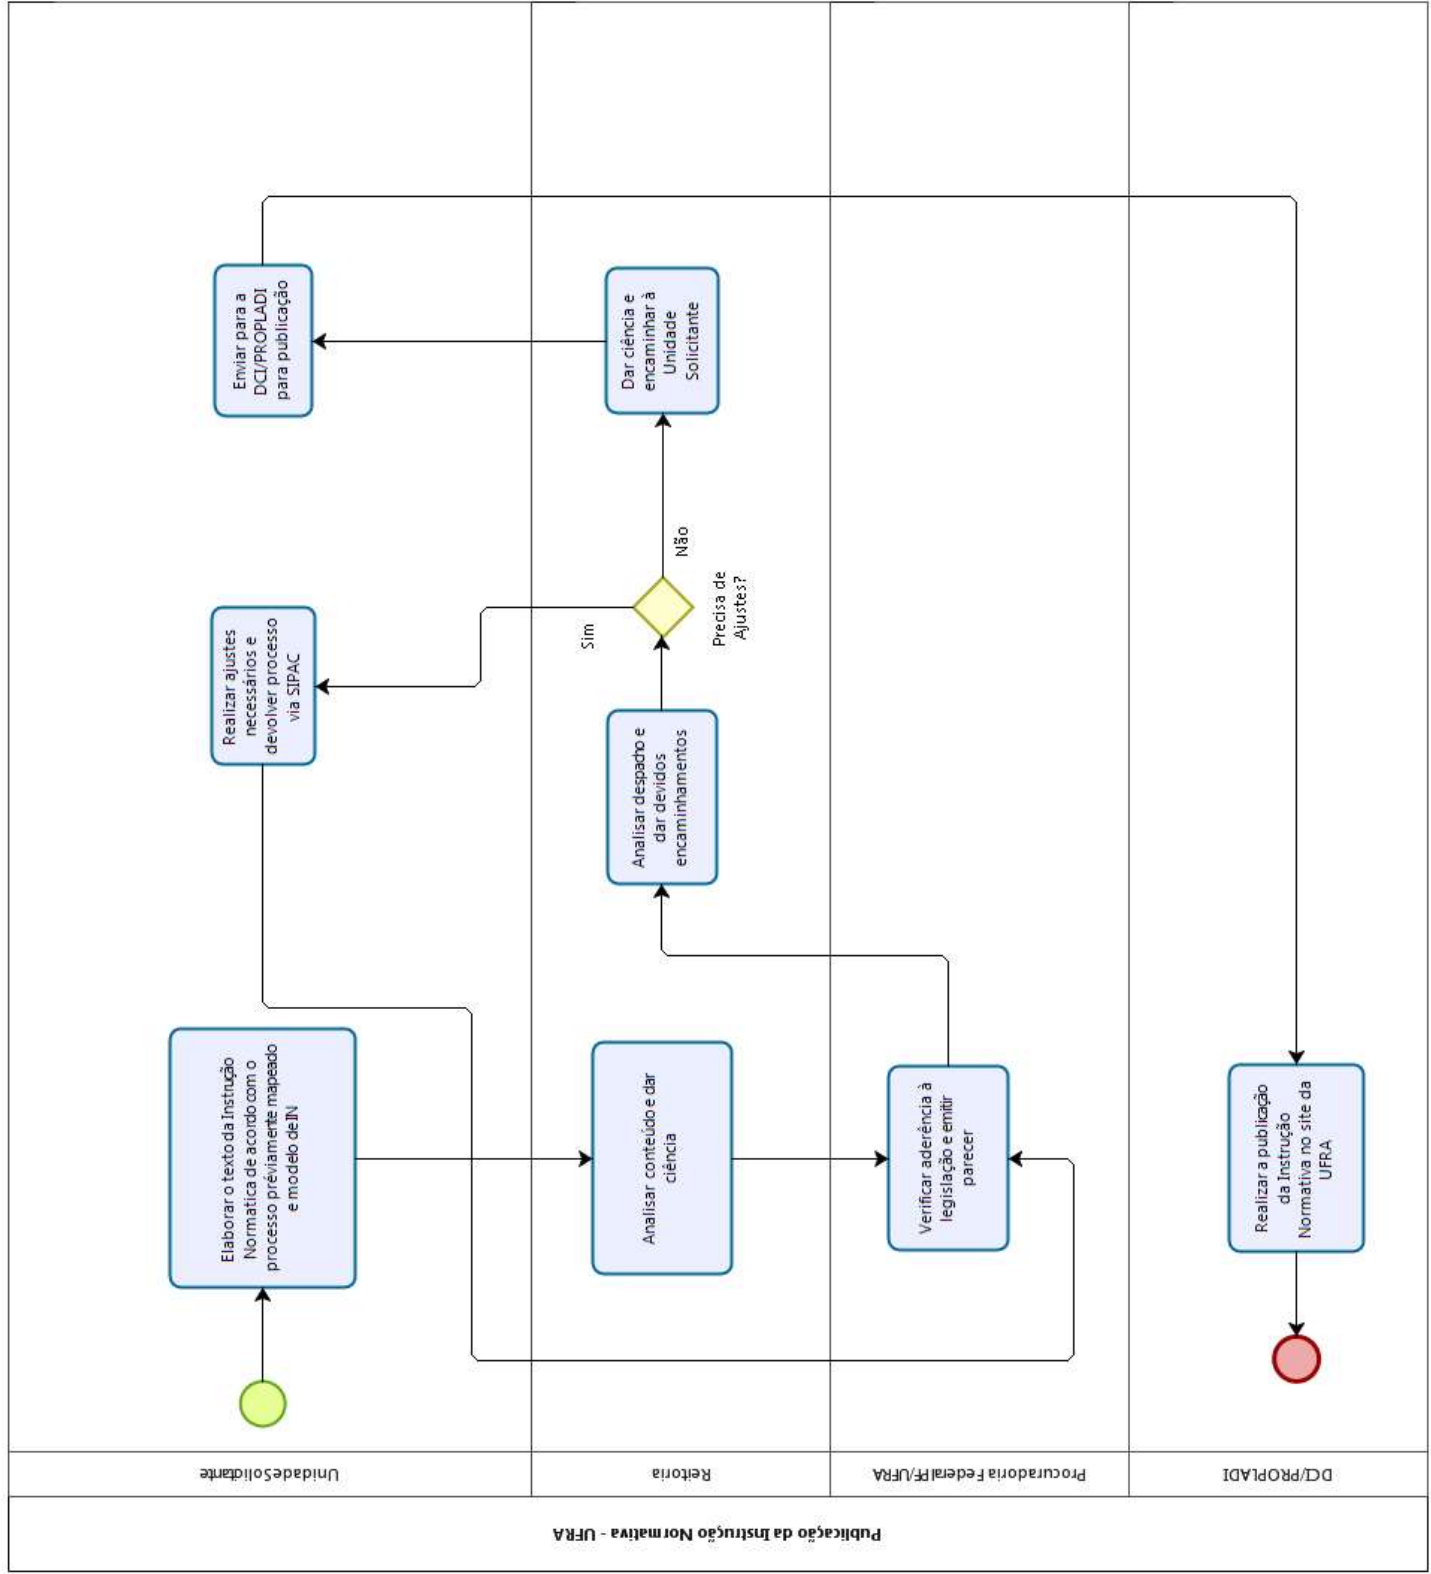 Publicação da Instrução Normativa - UFRA
UnidadeSolicitante
Elaborar o texto da Instrução
Normatica de acordo com o
processo préviamente mapeado
e modelo de IN
Realizar ajustes
necessários e
devolver processo
via SIPAC
Enviar para a
DCI/PROPLADI
para publicação
Reitoria
Analisar conteúdo e dar
ciência
Analisar despacho e
dar devidos
encaminhamentos
Sim
Precisa de
Ajustes?
Não
Dar ciência e
encaminhar à
Unidade
Solicitante
Procuradoria Federal PF/UFRA
Verificar aderência à
legislação e emitir
parecer
DCI/PROPLADI
Realizar a publicação
da Instrução
Normativa no site da
UFRA